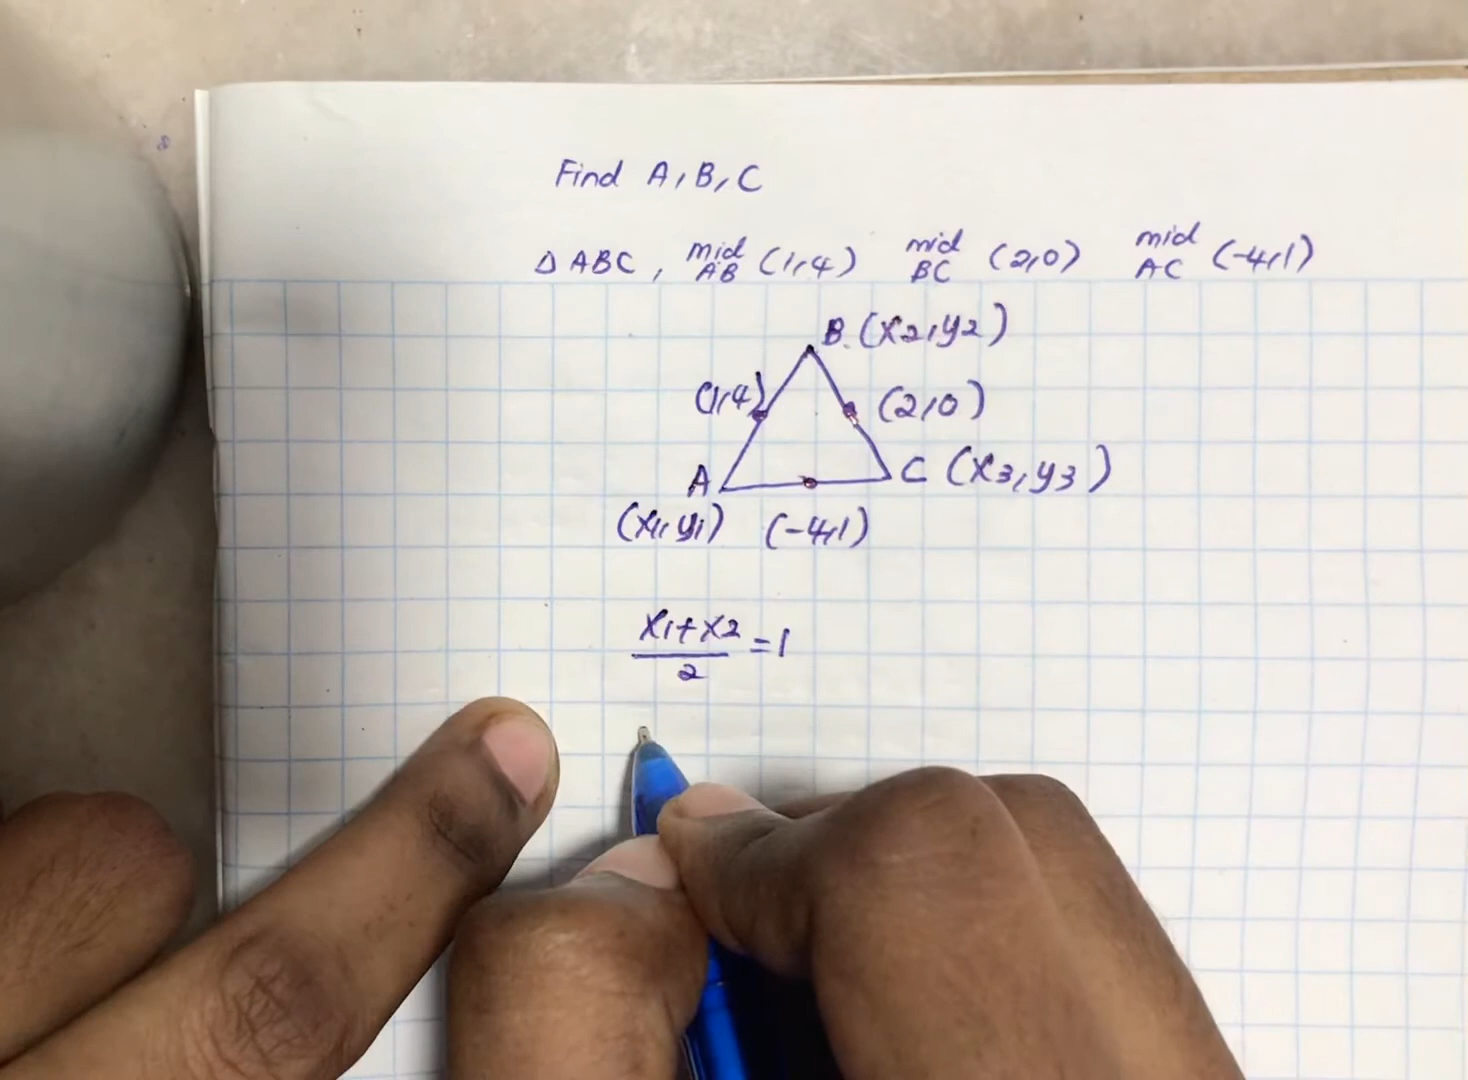 Find A, B, C
△ ABC, mid AB (1,4) mid BC (2,0) mid AC (-4,1)
B. (x2,y2)
(1,4) (2,0)
A C (x3,y3)
(x1,y1) (-4,1)
x1+x2
=1
2